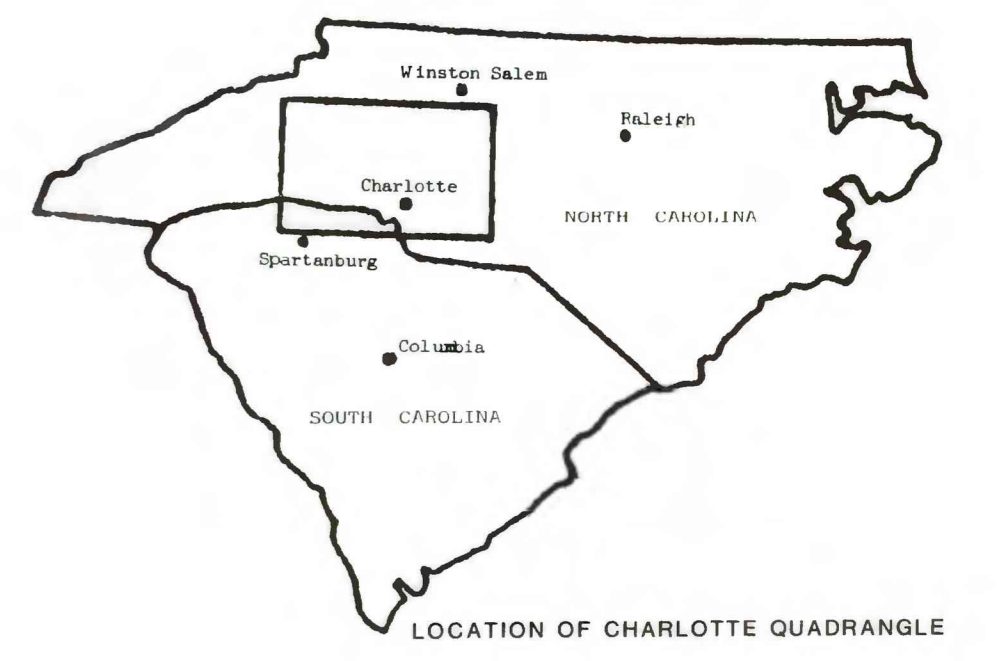 Winston Salem
Raleigh
Charlotte
NORTH CAROLINA
Spartanburg
Columbia
SOUTH CAROLINA
LOCATION OF CHARLOTTE QUADRANGLE